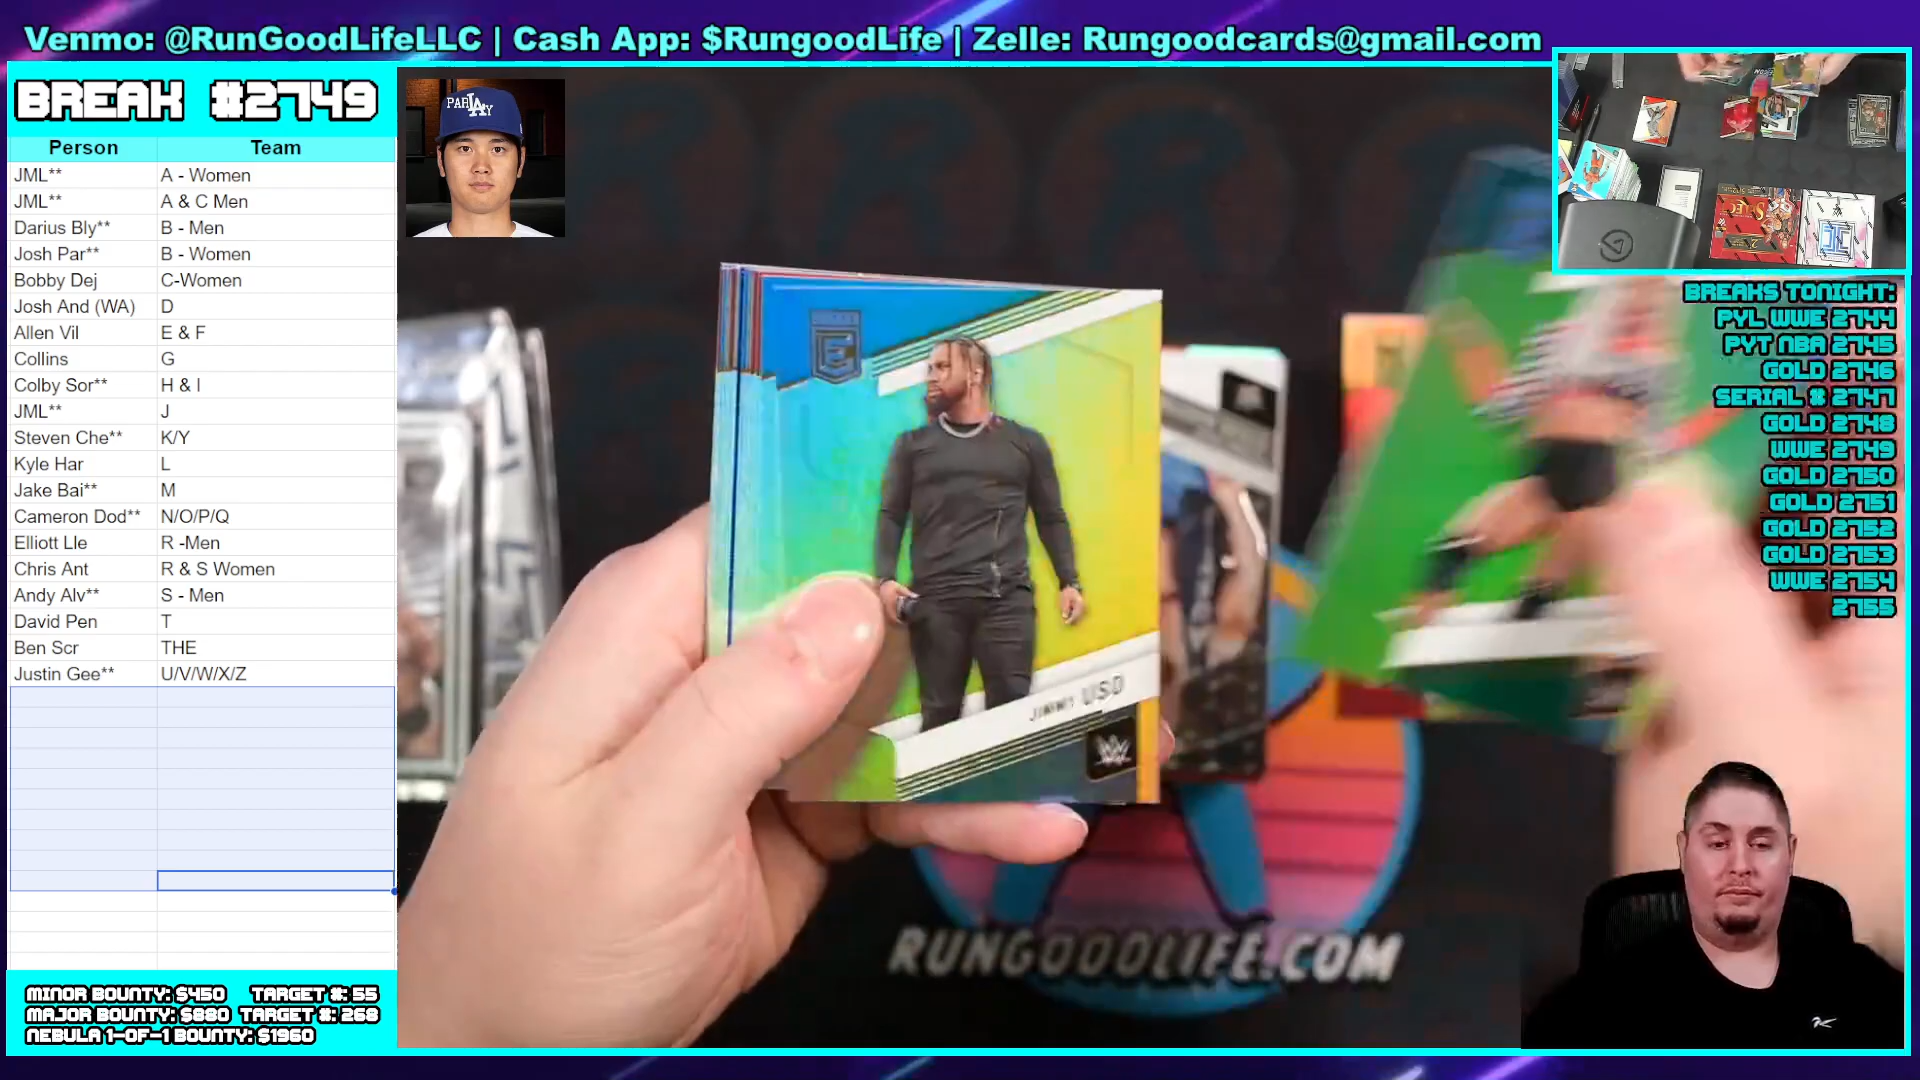 Venmo: @RunGoodLifeLLC | Cash App: $RungoodLife | Zelle: Rungoodcards@gmail.com
BREAK #2749
Person Team
JML** A - Women
JML** A & C Men
Darius Bly** B - Men
Josh Par** B - Women
Bobby Dej C-Women
Josh And (WA) D
Allen Vil E & F
Collins G
Colby Sor** H & I
JML** J
Steven Che** K/Y
Kyle Har L
Jake Bai** M
Cameron Dod** N/O/P/Q
Elliott Lle R -Men
Chris Ant R & S Women
Andy Alv** S - Men
David Pen T
Ben Scr THE
Justin Gee** U/V/W/X/Z
MINOR BOUNTY: $450 TARGET #: 55
MAJOR BOUNTY: $880 TARGET #: 268
NEBULA 1-OF-1 BOUNTY: $1960
PARLAY
E
JIMMY USO
RUNGOODLIFE.COM
SELECT
BREAKS TONIGHT:
PYL WWE 2744
PYT NBA 2745
GOLD 2746
SERIAL # 2747
GOLD 2748
WWE 2749
GOLD 2750
GOLD 2751
GOLD 2752
GOLD 2753
WWE 2754
2755